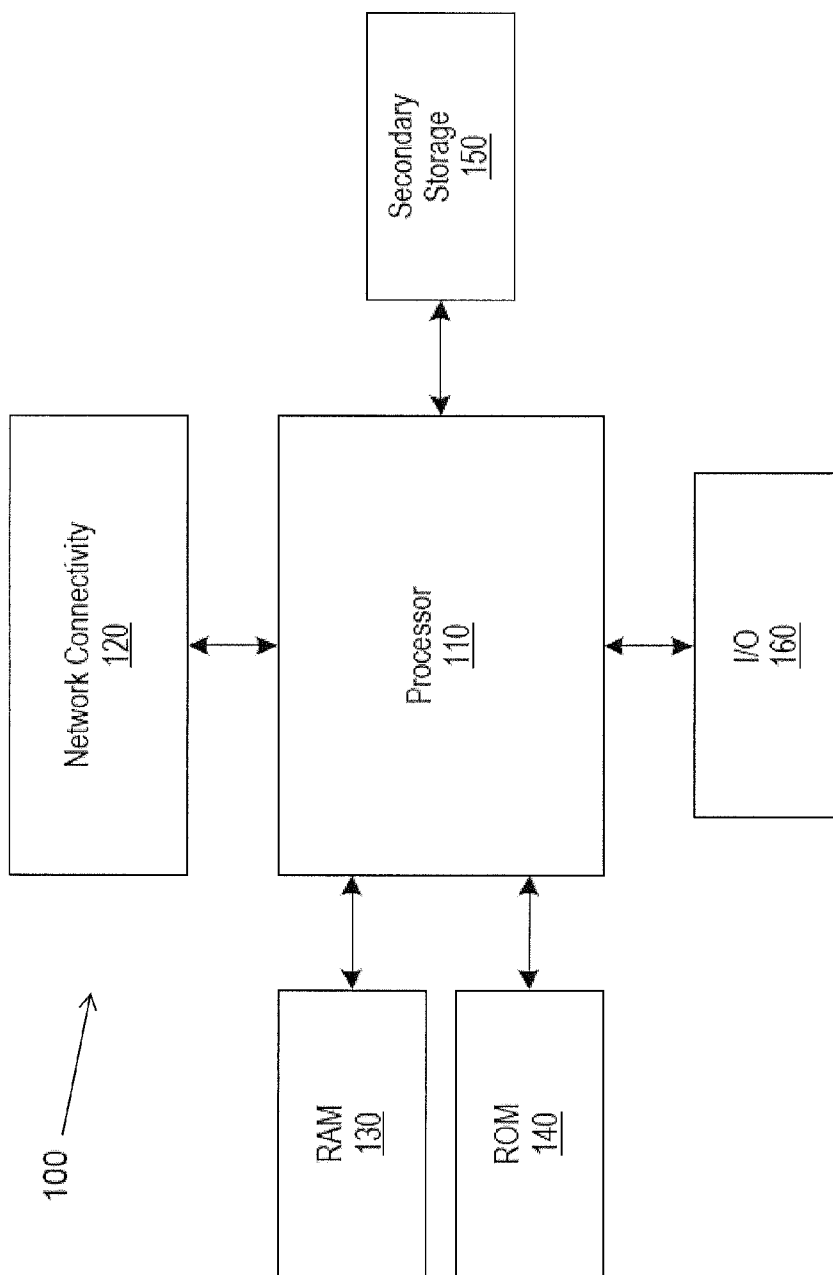 100
Network Connectivity
120
RAM
130
ROM
140
Processor
110
Secondary
Storage
150
I/O
160